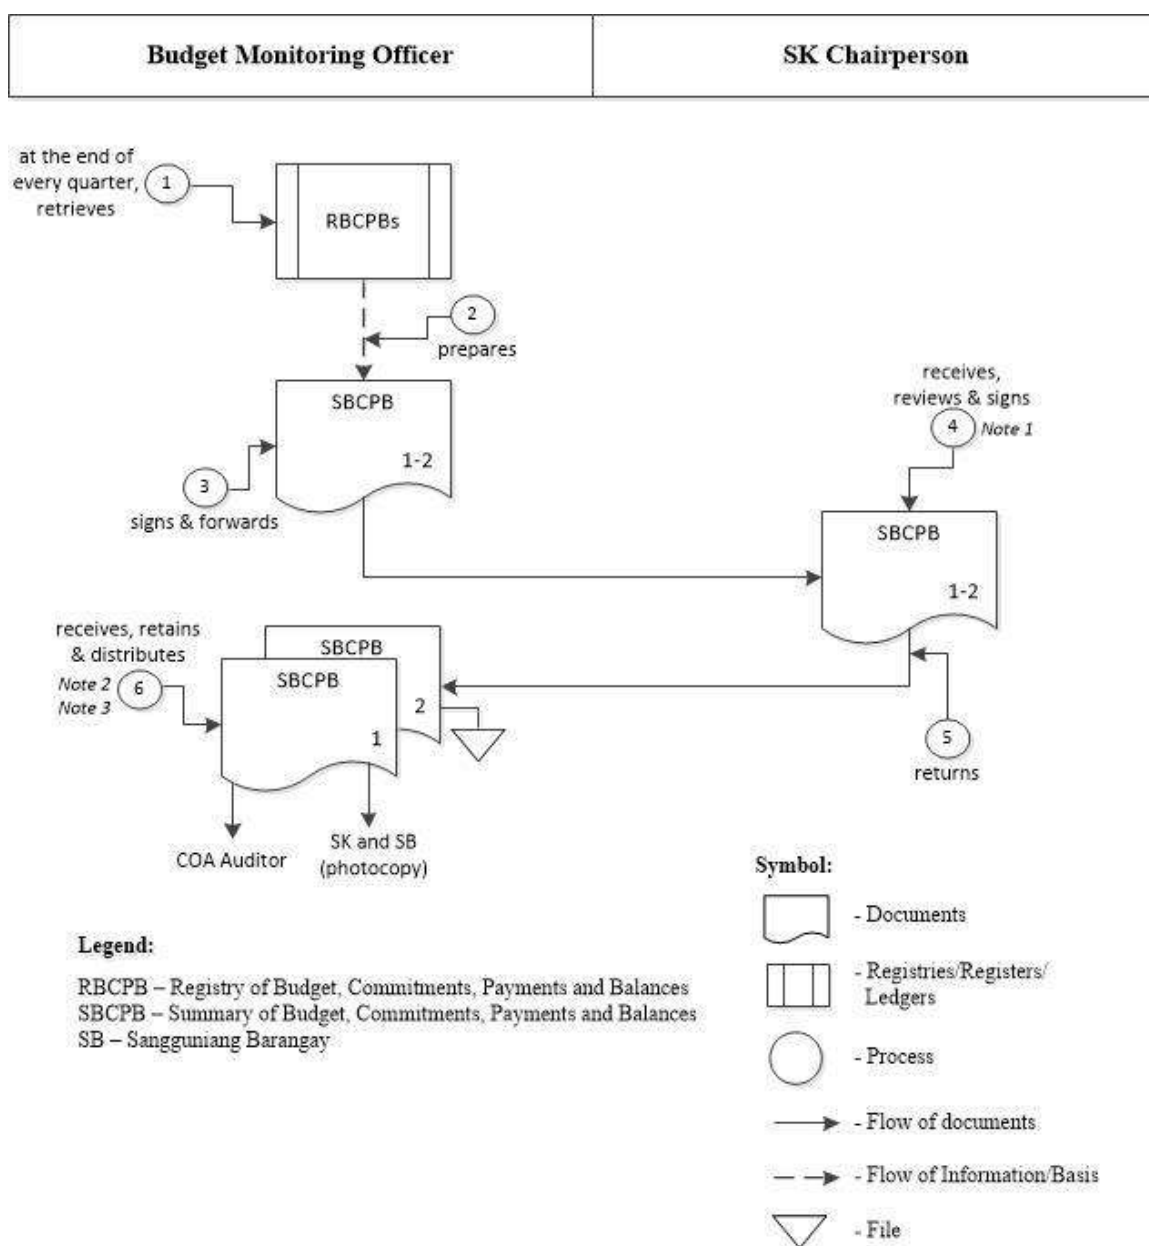 Budget Monitoring Officer
SK Chairperson
at the end of
every quarter,
retrieves
1
RBCPBs
2
prepares
SBCPB
1-2
3
signs & forwards
receives,
reviews & signs
4 Note 1
SBCPB
1-2
5
returns
receives, retains
& distributes
Note 2
Note 3
6
SBCPB
2
SBCPB
1
COA Auditor
SK and SB
(photocopy)
Legend:
RBCPB – Registry of Budget, Commitments, Payments and Balances
SBCPB – Summary of Budget, Commitments, Payments and Balances
SB – Sangguniang Barangay
Symbol:
- Documents
- Registries/Registers/
Ledgers
- Process
- Flow of documents
- Flow of Information/Basis
- File